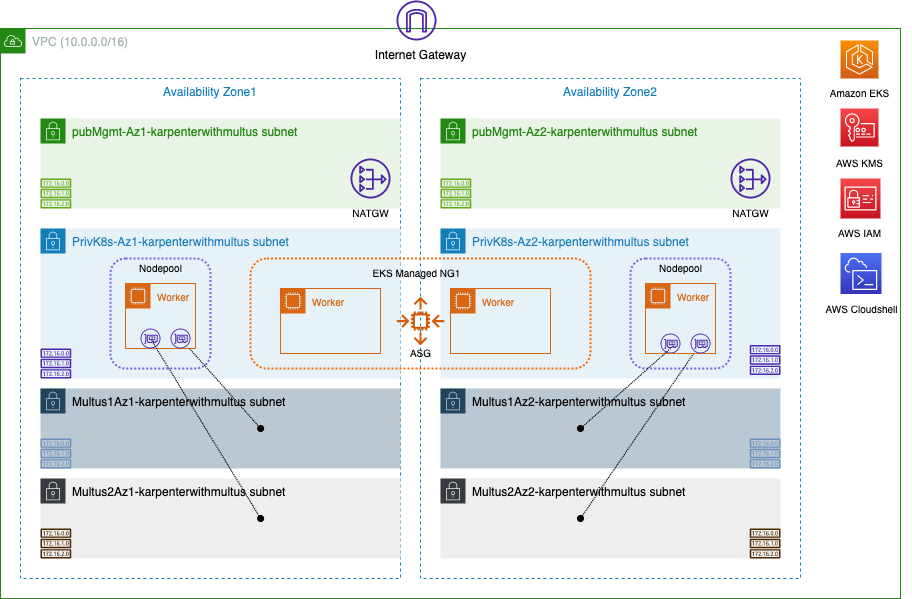 VPC (10.0.0.0/16)
Internet Gateway
Availability Zone1
pubMgmt-Az1-karpenterwithmultus subnet
172.16.0.0
172.16.1.0
172.16.2.0
NATGW
PrivK8s-Az1-karpenterwithmultus subnet
Nodepool
Worker
172.16.0.0
172.16.1.0
172.16.2.0
EKS Managed NG1
Worker
Worker
ASG
Multus1Az1-karpenterwithmultus subnet
172.16.0.0
172.16.1.0
172.16.2.0
Multus2Az1-karpenterwithmultus subnet
172.16.0.0
172.16.1.0
172.16.2.0
Availability Zone2
pubMgmt-Az2-karpenterwithmultus subnet
172.16.0.0
172.16.1.0
172.16.2.0
NATGW
PrivK8s-Az2-karpenterwithmultus subnet
Nodepool
Worker
172.16.0.0
172.16.1.0
172.16.2.0
Multus1Az2-karpenterwithmultus subnet
172.16.0.0
172.16.1.0
172.16.2.0
Multus2Az2-karpenterwithmultus subnet
172.16.0.0
172.16.1.0
172.16.2.0
Amazon EKS
AWS KMS
AWS IAM
AWS Cloudshell